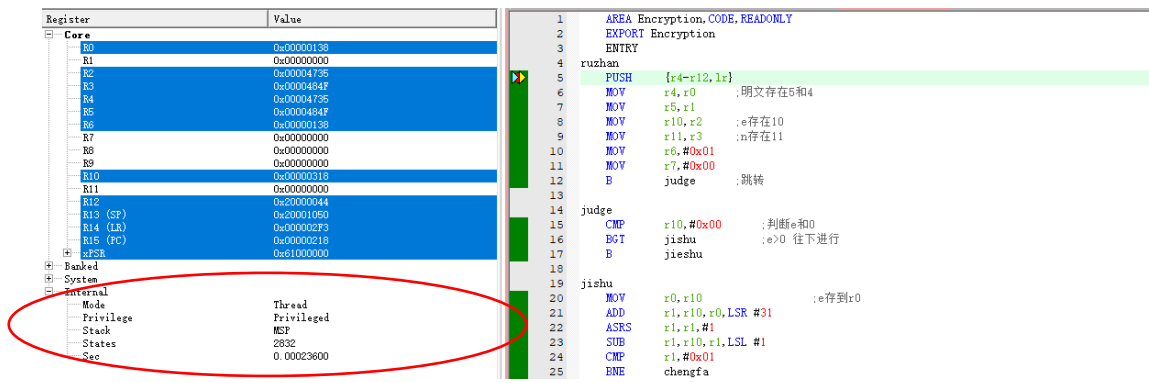 Register Value
Core
R0 0x00000138
R1 0x00000000
R2 0x00004735
R3 0x0000484F
R4 0x00004735
R5 0x0000484F
R6 0x00000138
R7 0x00000000
R8 0x00000000
R9 0x00000000
R10 0x00000318
R11 0x00000000
R12 0x20000044
R13 (SP) 0x20001050
R14 (LR) 0x000002F3
R15 (PC) 0x00000218
xPSR 0x61000000
Banked
System
Internal
Mode Thread
Privilege Privileged
Stack MSP
States 2832
Sec 0.00023600
1 AREA Encryption,CODE,READONLY
2 EXPORT Encryption
3 ENTRY
4 ruzhan
5 PUSH {r4-r12,lr}
6 MOV r4,r0 ;明文存在5和4
7 MOV r5,r1
8 MOV r10,r2 ;e存在10
9 MOV r11,r3 ;n存在11
10 MOV r6,#0x01
11 MOV r7,#0x00
12 B judge ;跳转
13
14 judge
15 CMP r10,#0x00 ;判断e和0
16 BGT jishu ;e>0 往下进行
17 B jieshu
18
19 jishu
20 MOV r0,r10 ;e存到r0
21 ADD r1,r10,r0,LSR #31
22 ASRS r1,r1,#1
23 SUB r1,r10,r1,LSL #1
24 CMP r1,#0x01
25 BNE chengfa